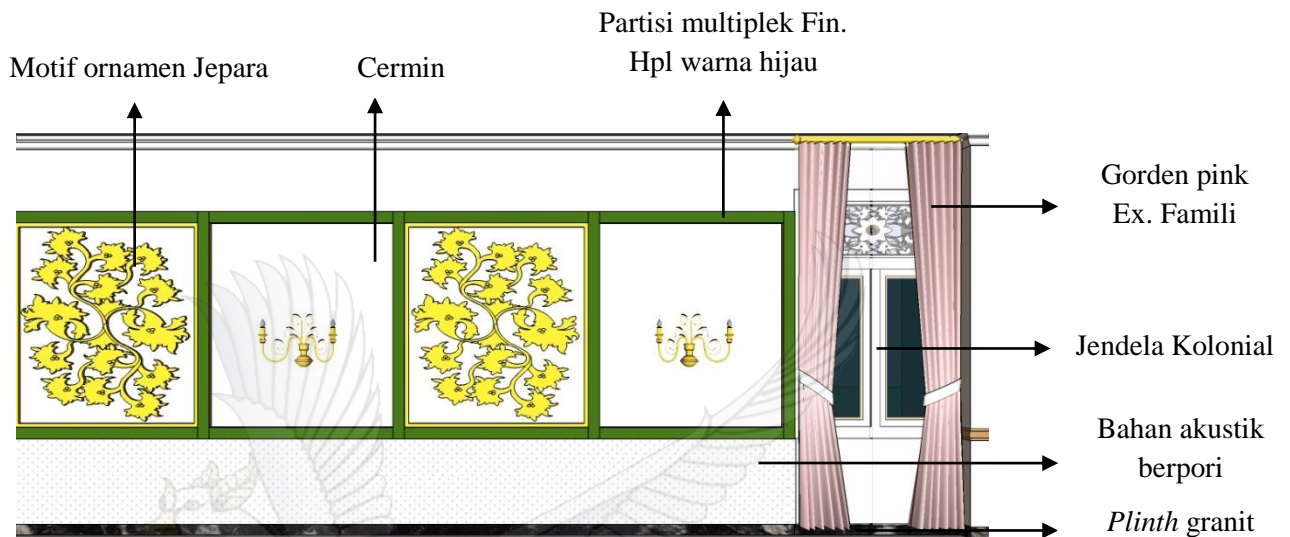 Partisi multiplek Fin.
Hpl warna hijau
Motif ornamen Jepara
Cermin
Gorden pink
Ex. Famili
Jendela Kolonial
Bahan akustik
berpori
Plinth granit